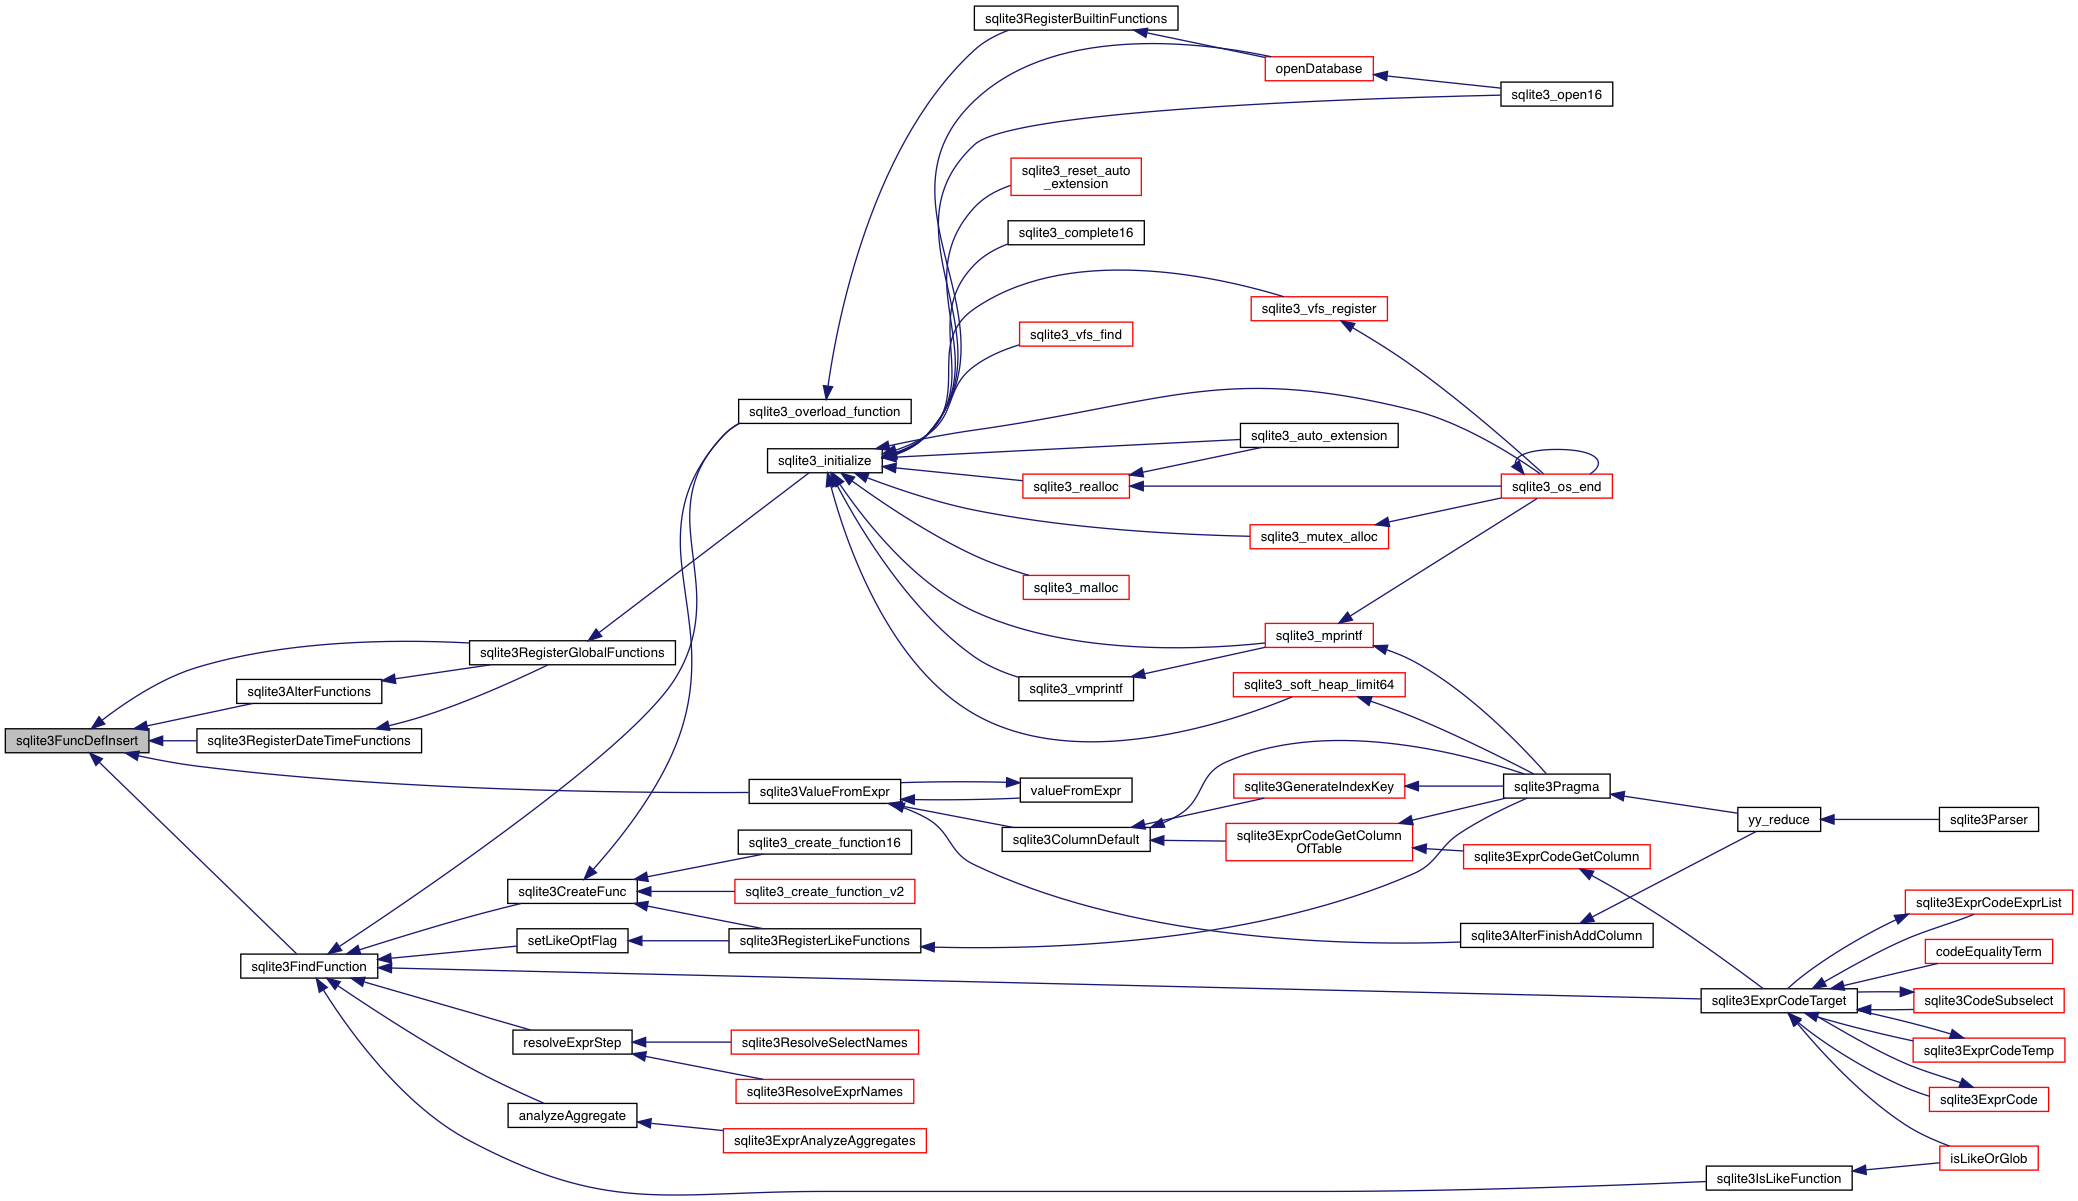 sqlite3RegisterBuiltinFunctions
openDatabase
sqlite3_open16
sqlite3_reset_auto
_extension
sqlite3_complete16
sqlite3_vfs_register
sqlite3_vfs_find
sqlite3_overload_function
sqlite3_auto_extension
sqlite3_initialize
sqlite3_realloc
sqlite3_os_end
sqlite3_mutex_alloc
sqlite3_malloc
sqlite3_mprintf
sqlite3RegisterGlobalFunctions
sqlite3_vmprintf
sqlite3_soft_heap_limit64
sqlite3AlterFunctions
sqlite3FuncDefInsert
sqlite3RegisterDateTimeFunctions
sqlite3ValueFromExpr
valueFromExpr
sqlite3GenerateIndexKey
sqlite3Pragma
yy_reduce
sqlite3Parser
sqlite3ColumnDefault
sqlite3ExprCodeGetColumn
OfTable
sqlite3_create_function16
sqlite3ExprCodeGetColumn
sqlite3CreateFunc
sqlite3_create_function_v2
sqlite3ExprCodeExprList
setLikeOptFlag
sqlite3RegisterLikeFunctions
sqlite3AlterFinishAddColumn
codeEqualityTerm
sqlite3FindFunction
sqlite3ExprCodeTarget
sqlite3CodeSubselect
resolveExprStep
sqlite3ResolveSelectNames
sqlite3ExprCodeTemp
sqlite3ResolveExprNames
sqlite3ExprCode
analyzeAggregate
sqlite3ExprAnalyzeAggregates
isLikeOrGlob
sqlite3IsLikeFunction